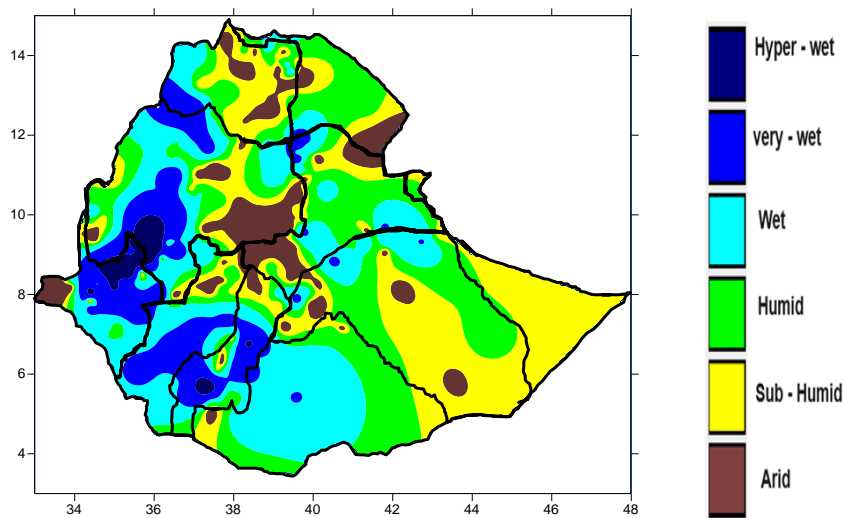 14
12
10
8
6
4
34 36 38 40 42 44 46 48
Hyper - wet
very - wet
Wet
Humid
Sub - Humid
Arid